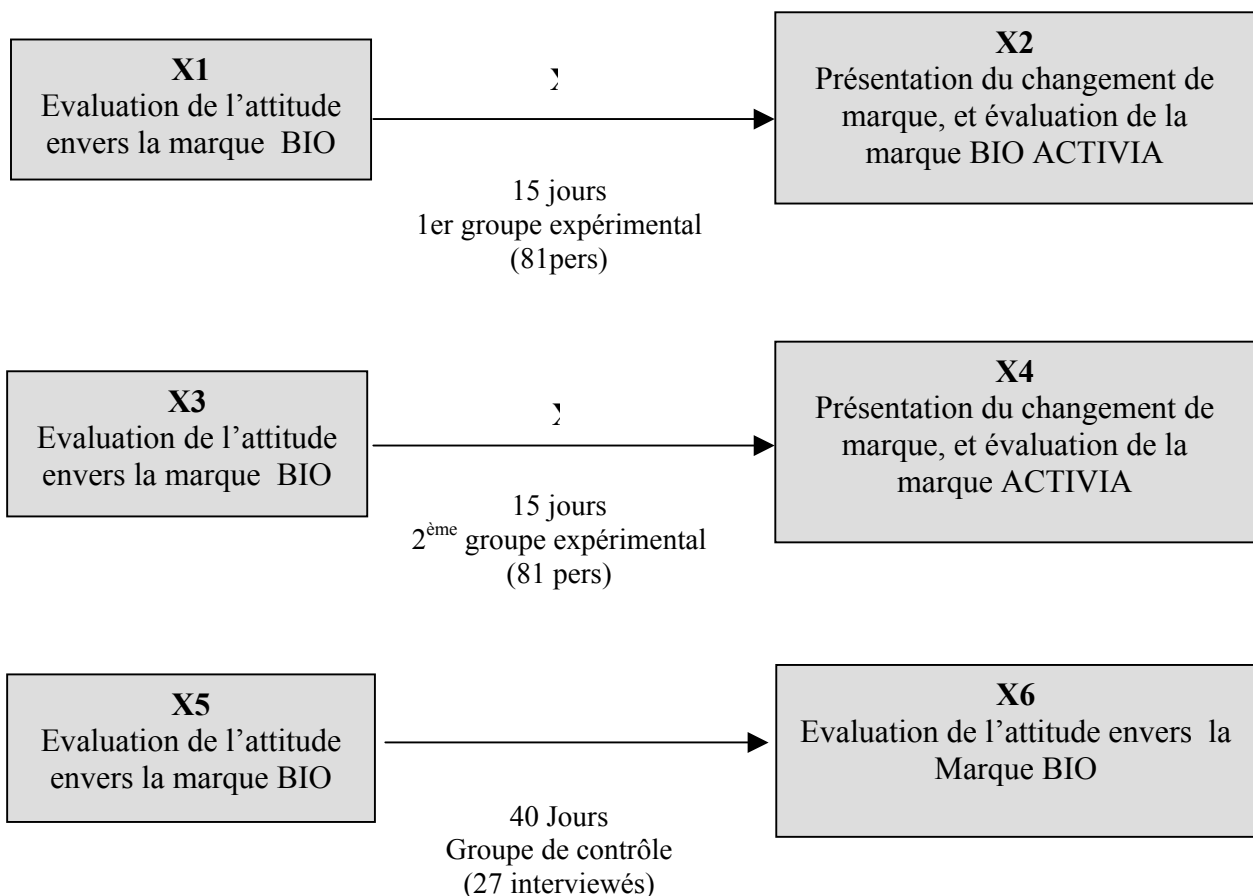 X1
Evaluation de l’attitude
envers la marque BIO
15 jours
1er groupe expérimental
(81pers)
X2
Présentation du changement de
marque, et évaluation de la
marque BIO ACTIVIA
X3
Evaluation de l’attitude
envers la marque BIO
15 jours
2ème groupe expérimental
(81 pers)
X4
Présentation du changement de
marque, et évaluation de la
marque ACTIVIA
X5
Evaluation de l’attitude
envers la marque BIO
40 Jours
Groupe de contrôle
(27 interviewés)
X6
Evaluation de l’attitude envers la
Marque BIO